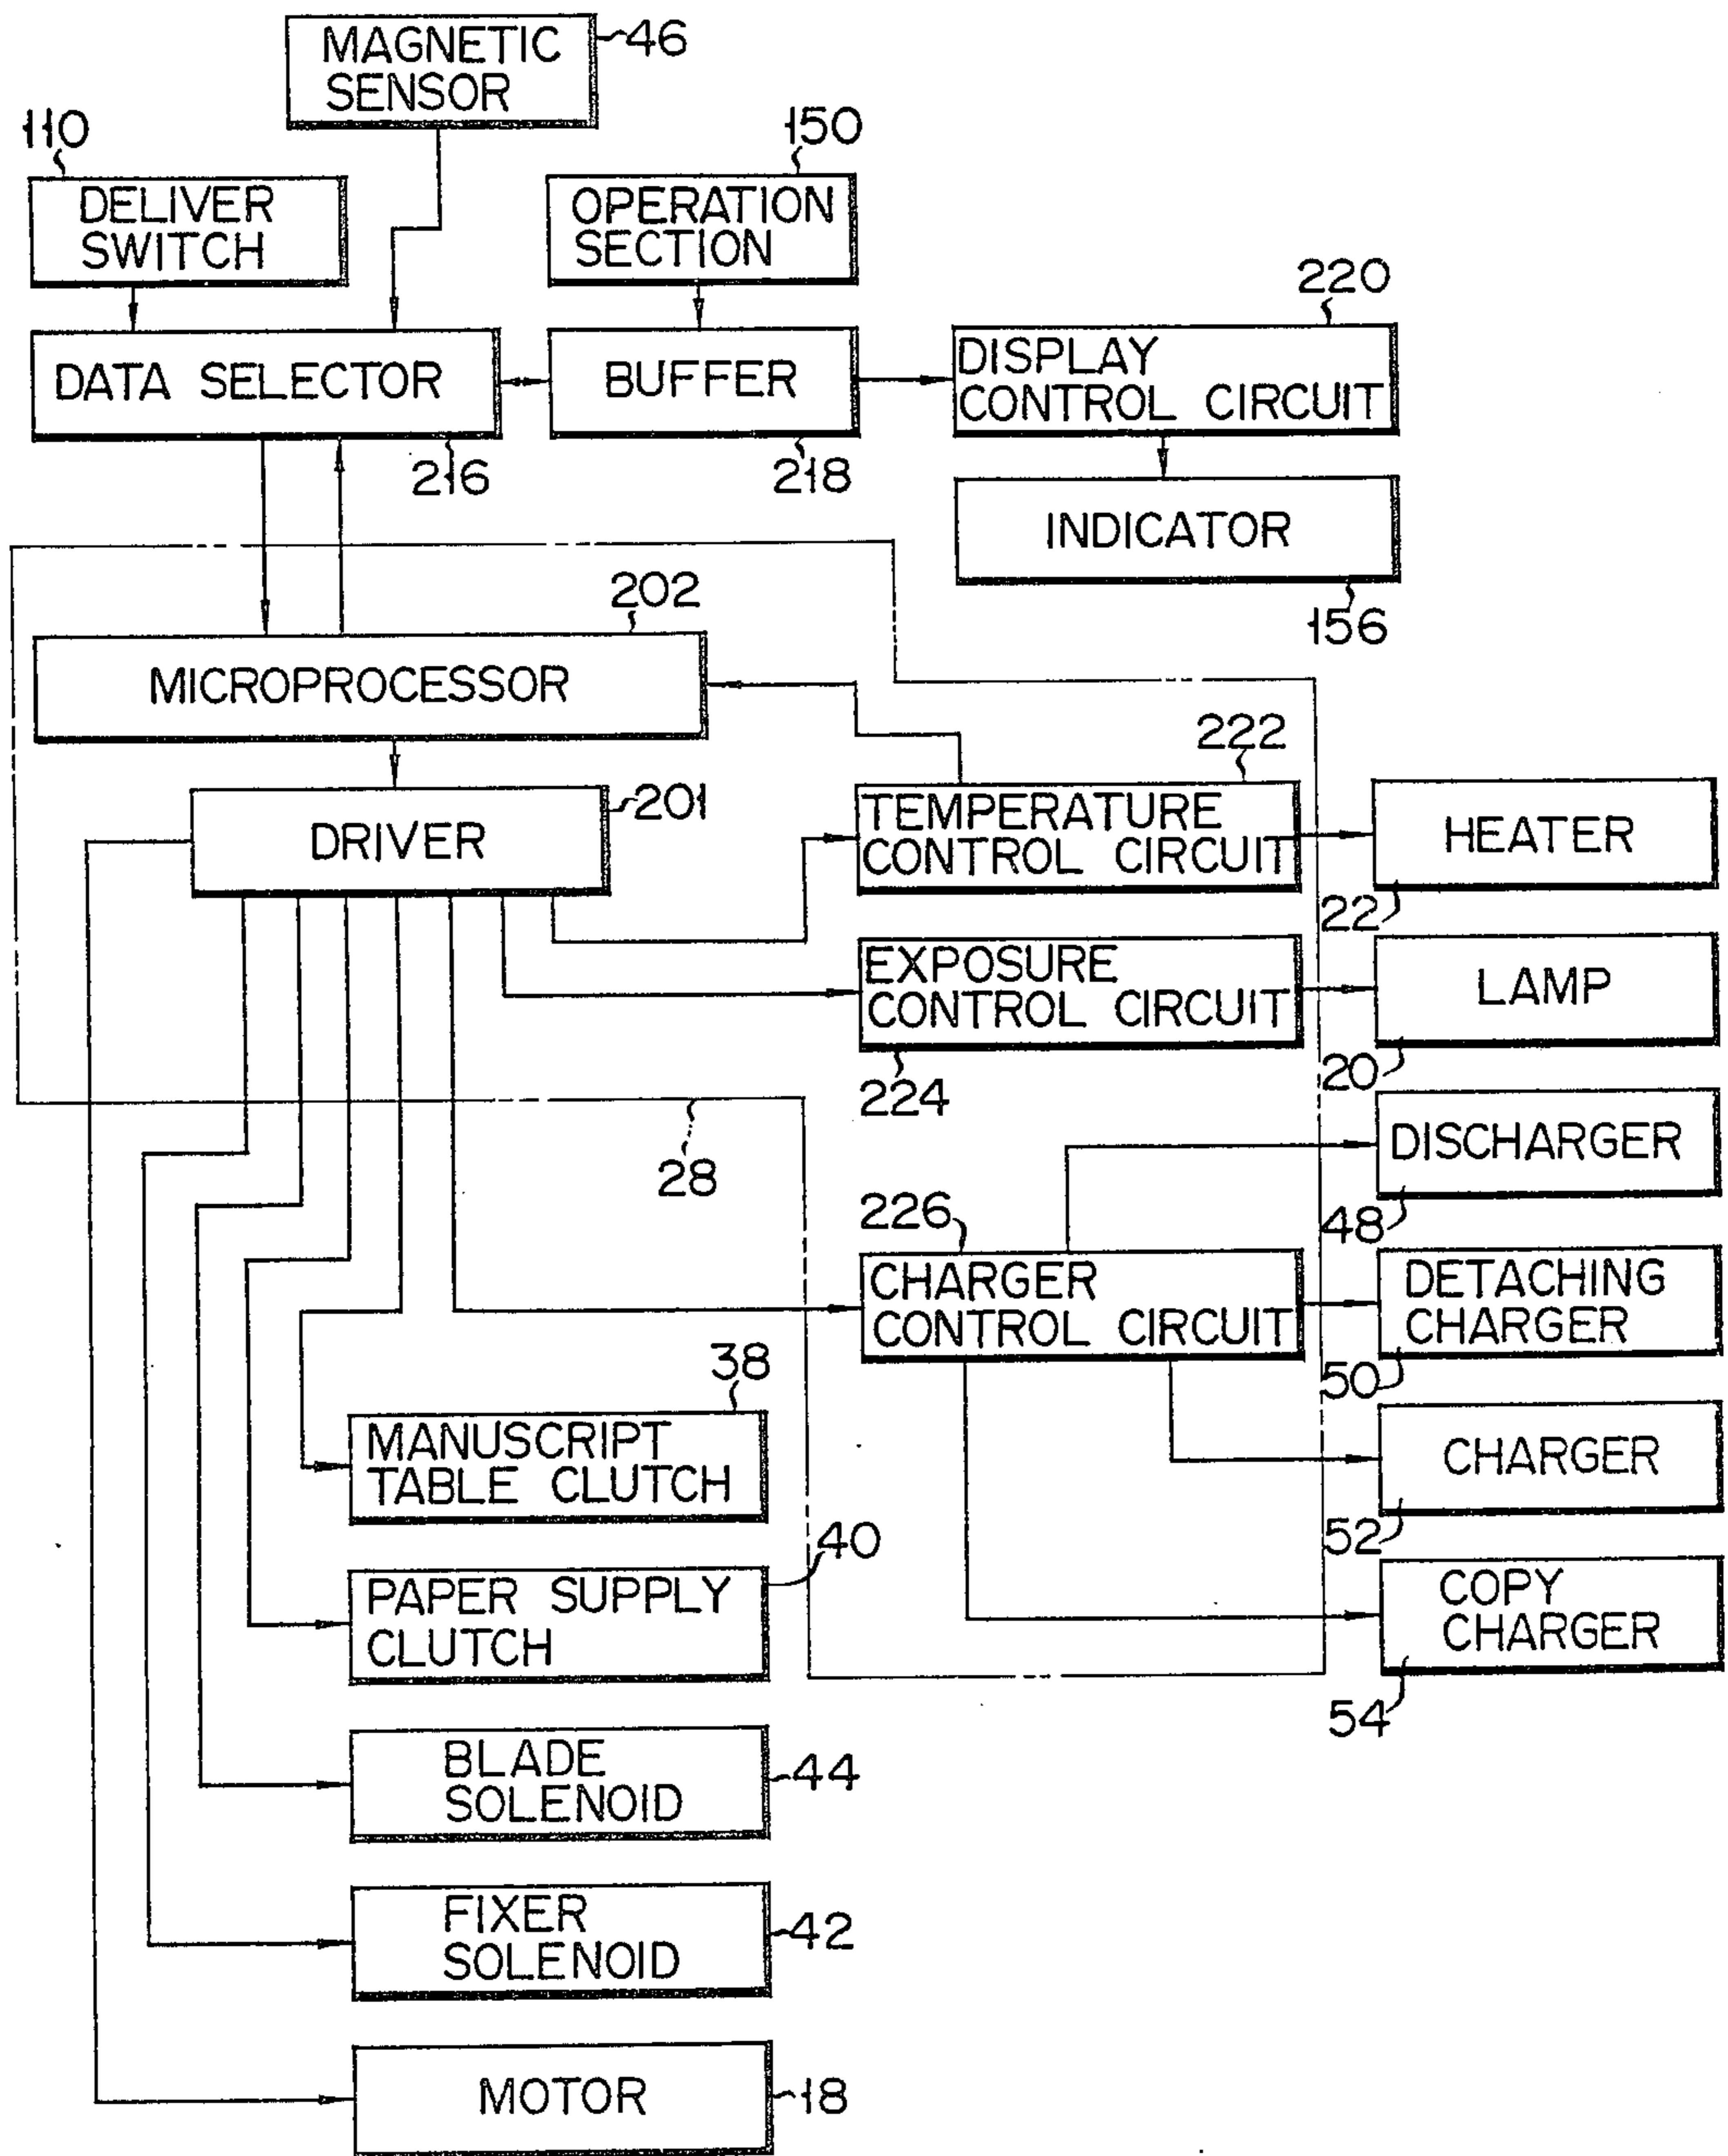 MAGNETIC
SENSOR
46
110
DELIVER
SWITCH
150
OPERATION
SECTION
220
DATA SELECTOR
BUFFER
DISPLAY
CONTROL CIRCUIT
216
218
INDICATOR
156
202
MICROPROCESSOR
201
DRIVER
222
TEMPERATURE
CONTROL CIRCUIT
HEATER
22
EXPOSURE
CONTROL CIRCUIT
LAMP
224
20
28
DISCHARGER
48
226
CHARGER
CONTROL CIRCUIT
DETACHING
CHARGER
50
38
MANUSCRIPT
TABLE CLUTCH
CHARGER
52
40
PAPER SUPPLY
CLUTCH
COPY
CHARGER
54
BLADE
SOLENOID
44
FIXER
SOLENOID
42
MOTOR
18